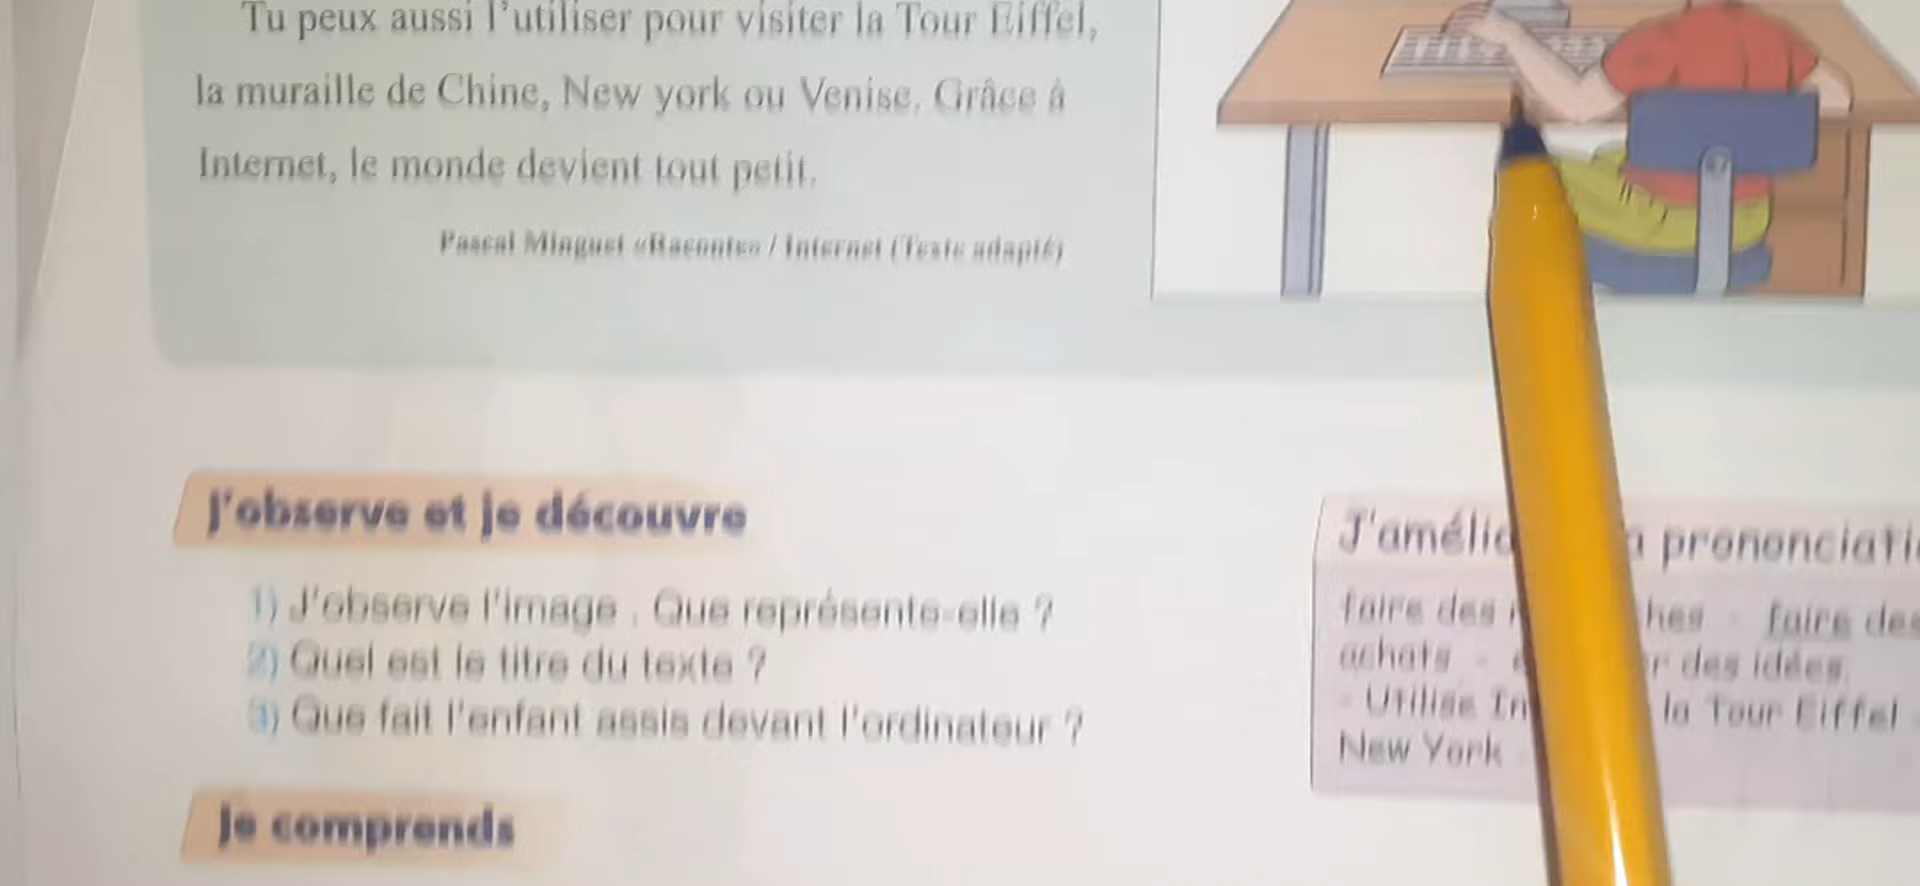 Tu peux aussi l'utiliser pour visiter la Tour Eiffel,
la muraille de Chine, New york ou Venise. Grâce à
Internet, le monde devient tout petit.
Pascal Minguet «Raconte» / Internet (Texte adapté)
J'observe et je découvre
1) J'observe l'image . Que représente-elle ?
2) Quel est le titre du texte ?
3) Que fait l'enfant assis devant l'ordinateur ?
Je comprends
J'amélio a prononciati
faire des hes - faire des
achats - r des idées.
- Utilise In la Tour Eiffel -
New York -